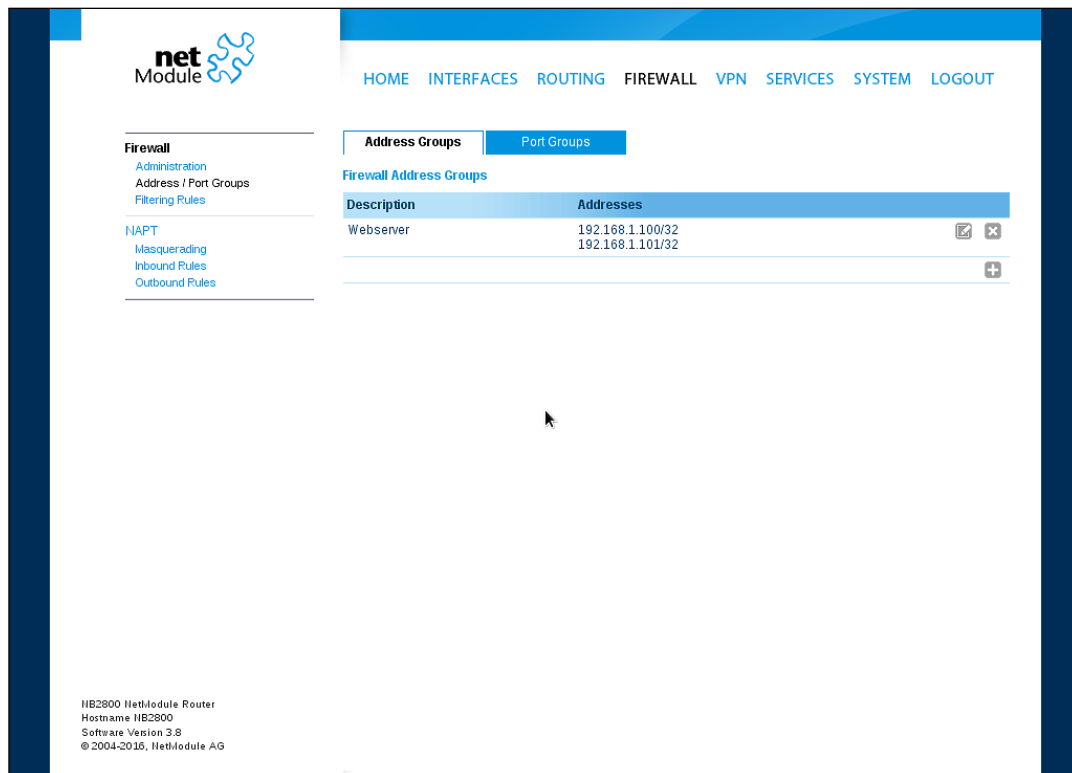 net
Module
HOME INTERFACES ROUTING FIREWALL VPN SERVICES SYSTEM LOGOUT
Firewall
Administration
Address / Port Groups
Filtering Rules
NAPT
Masquerading
Inbound Rules
Outbound Rules
Address Groups Port Groups
Firewall Address Groups
Description Addresses
Webserver 192.168.1.100/32
192.168.1.101/32
NB2800 NetModule Router
Hostname NB2800
Software Version 3.8
© 2004-2016, NetModule AG